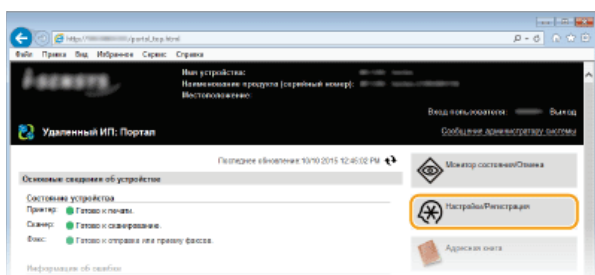 http://
/portal_top.html
Файл Правка Вид Избранное Сервис Справка
Имя устройства:
Наименование продукта (серийный номер):
Местоположение:
Вход пользователя: Выход
Удаленный ИП: Портал
Сообщение администратору системы
Последнее обновление: 10/10 2015 12:45:02 PM
Монитор состояния/Отмена
Основные сведения об устройстве
Состояние устройства
Принтер: Готово к печати.
Настройки/Регистрация
Сканер: Готово к сканированию.
Факс: Готово к отправке или приему факсов.
Адресная книга
Информация об ошибке